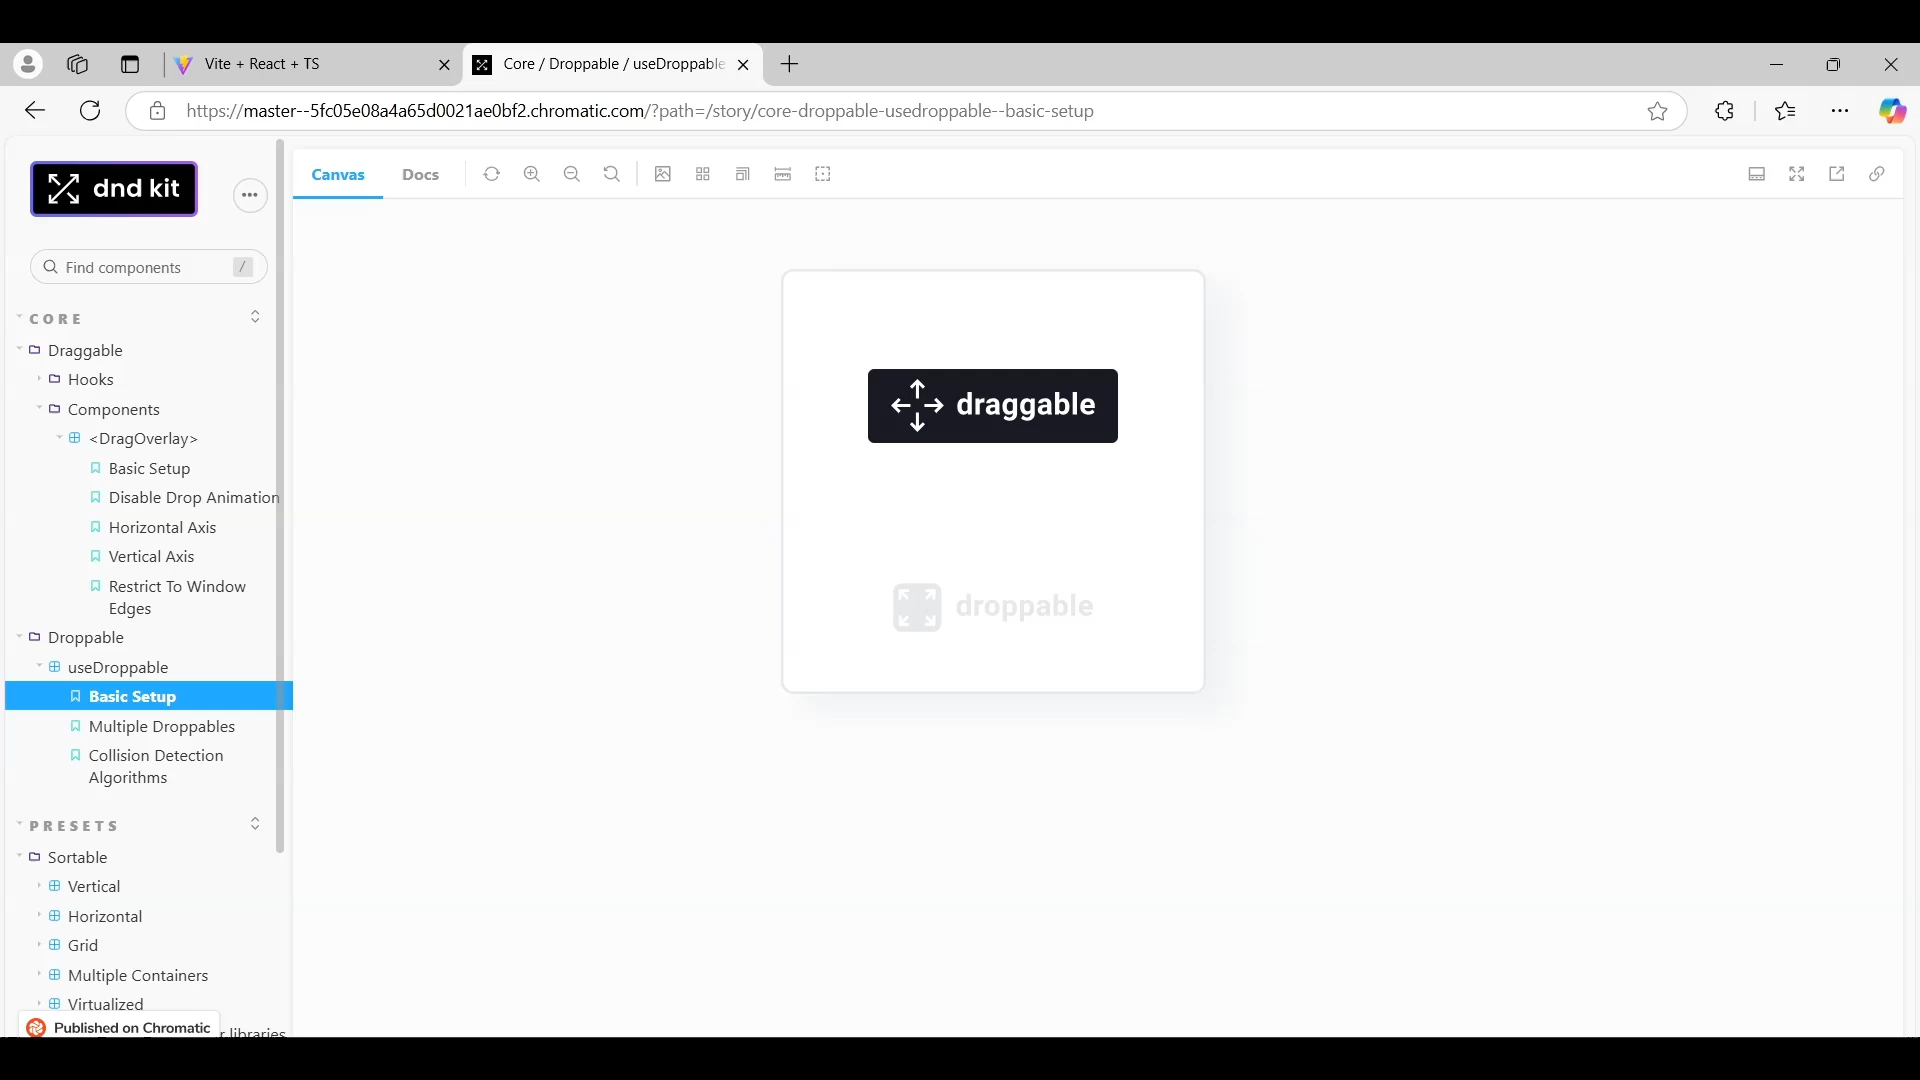 Vite + React + TS
Core / Droppable / useDroppable
https://master--5fc05e08a4a65d0021ae0bf2.chromatic.com/?path=/story/core-droppable-usedroppable--basic-setup
dnd kit
Canvas
Docs
Find components
/
CORE
Draggable
Hooks
Components
<DragOverlay>
Basic Setup
Disable Drop Animation
Horizontal Axis
Vertical Axis
Restrict To Window
Edges
Droppable
useDroppable
Basic Setup
Multiple Droppables
Collision Detection
Algorithms
PRESETS
Sortable
Vertical
Horizontal
Grid
Multiple Containers
Virtualized
Published on Chromatic
r libraries
draggable
droppable